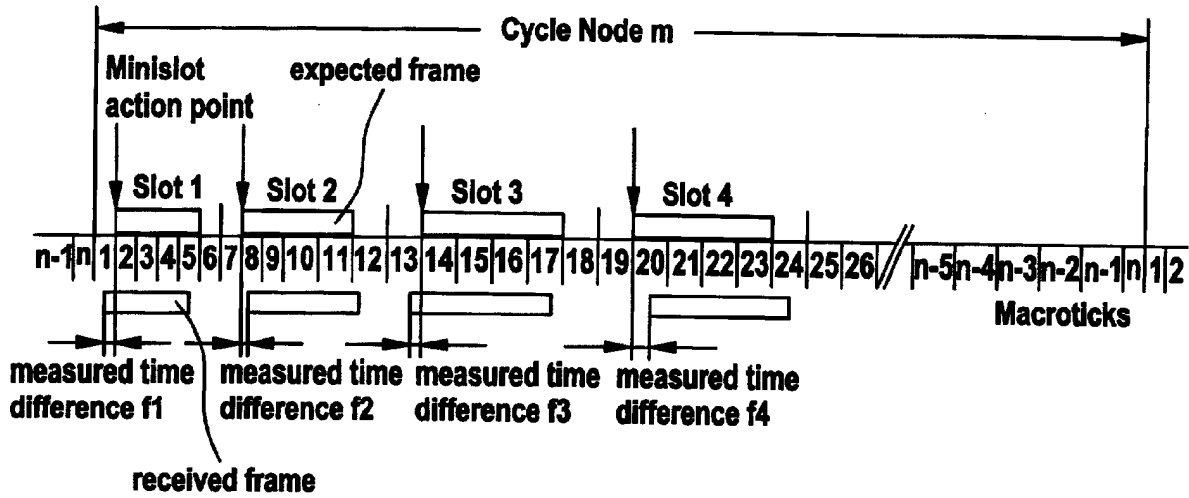 Cycle Node m
Minislot
action point
expected frame
Slot 1
Slot 2
Slot 3
Slot 4
n-1 n 1 2 3 4 5 6 7 8 9 10 11 12 13 14 15 16 17 18 19 20 21 22 23 24 25 26 n-5 n-4 n-3 n-2 n-1 n 1 2
Macroticks
measured time
difference f1
measured time
difference f2
measured time
difference f3
measured time
difference f4
received frame